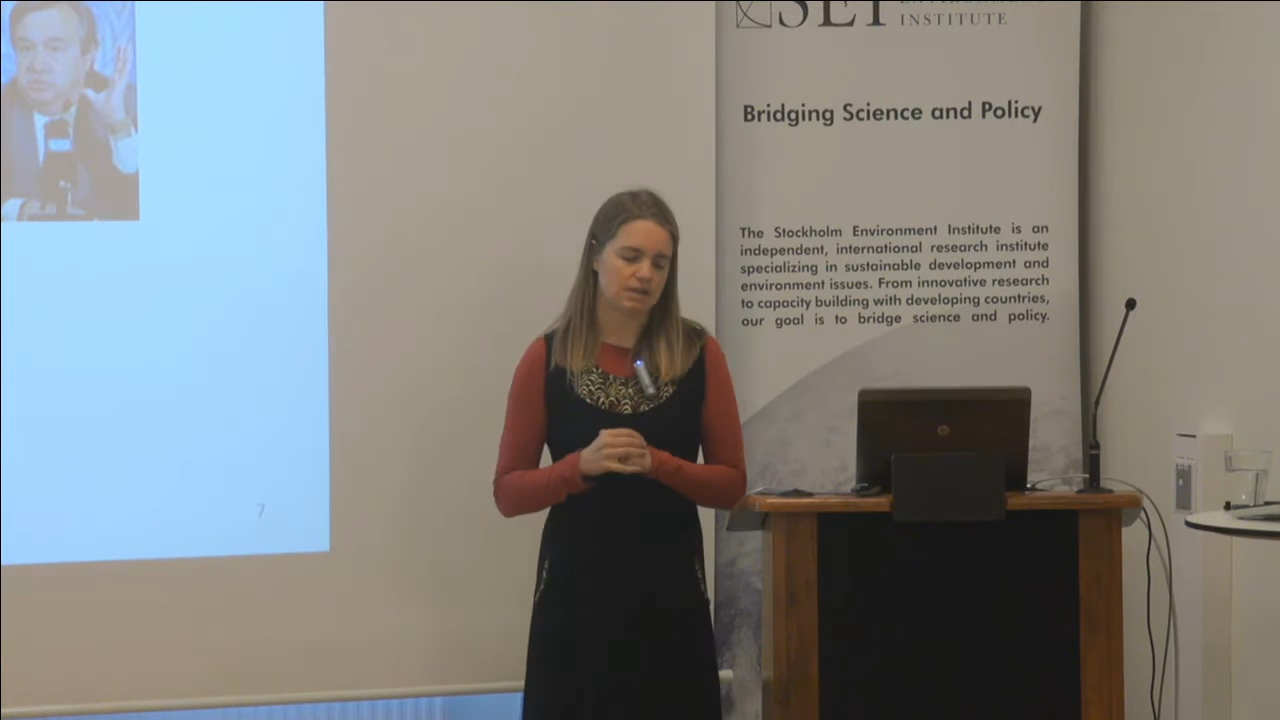 SEI
INSTITUTE
Bridging Science and Policy
The Stockholm Environment Institute is an
independent, international research institute
specializing in sustainable development and
environment issues. From innovative research
to capacity building with developing countries,
our goal is to bridge science and policy.
7
hp